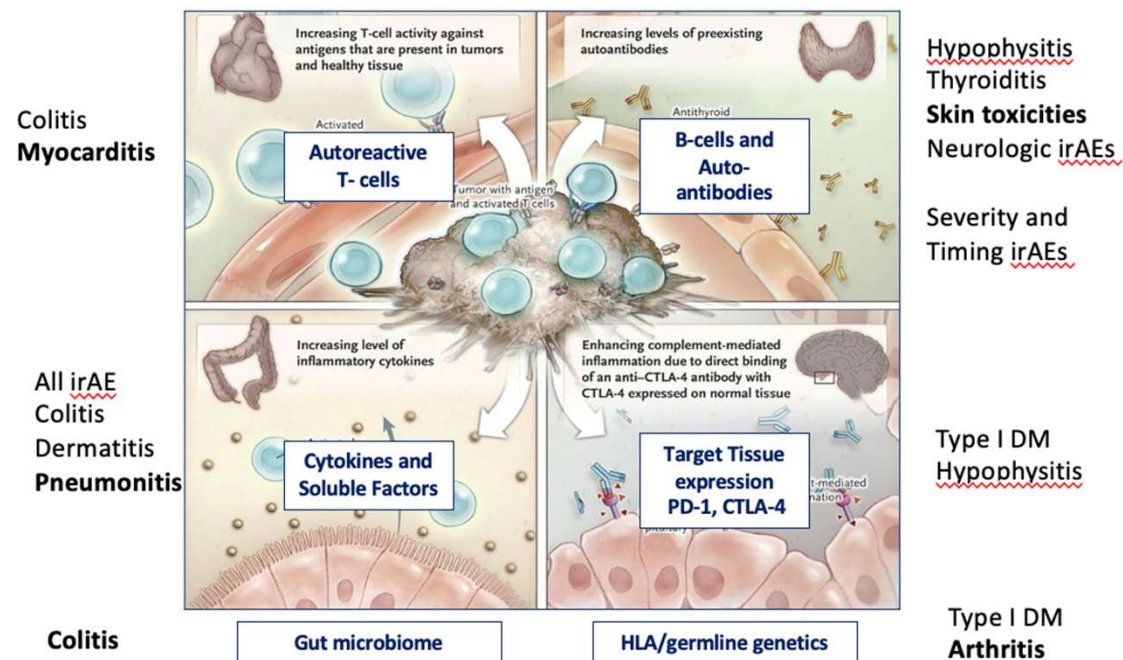 Increasing T-cell activity against
antigens that are present in tumors
and healthy tissue
Increasing levels of preexisting
autoantibodies
Hypophysitis
Thyroiditis
Skin toxicities
Neurologic irAEs
Severity and
Timing irAEs
Colitis
Myocarditis
Activated
Autoreactive
T- cells
Antithyroid
B-cells and
Auto-
antibodies
Tumor with antigen
and activated T cells
Increasing level of
inflammatory cytokines
Enhancing complement-mediated
inflammation due to direct binding
of an anti–CTLA-4 antibody with
CTLA-4 expressed on normal tissue
All irAE
Colitis
Dermatitis
Pneumonitis
Cytokines and
Soluble Factors
Target Tissue
expression
PD-1, CTLA-4
t-mediated
nation
Type I DM
Hypophysitis
Colitis
Gut microbiome
HLA/germline genetics
Type I DM
Arthritis